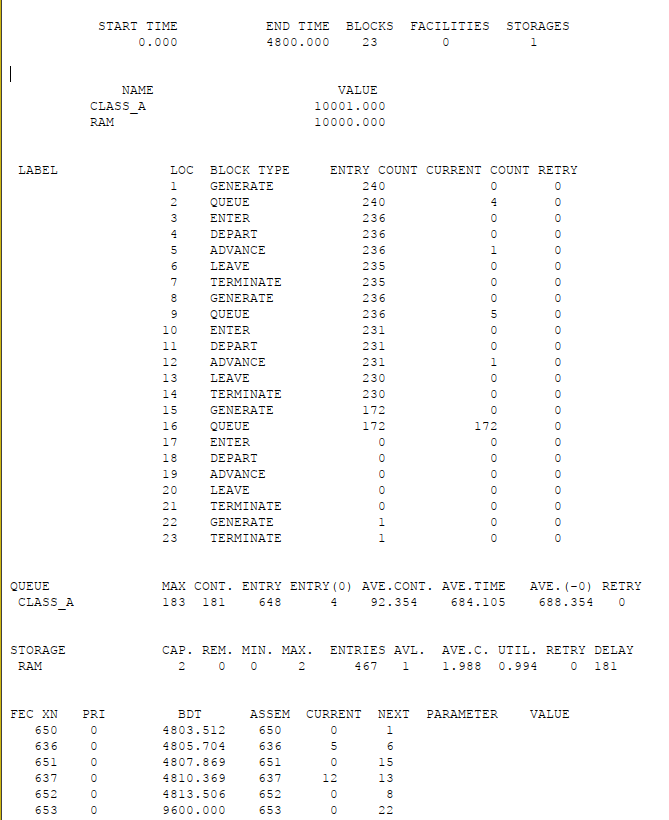 START TIME END TIME BLOCKS FACILITIES STORAGES
0.000 4800.000 23 0 1
NAME VALUE
CLASS_A 10001.000
RAM 10000.000
LABEL LOC BLOCK TYPE ENTRY COUNT CURRENT COUNT RETRY
1 GENERATE 240 0 0
2 QUEUE 240 4 0
3 ENTER 236 0 0
4 DEPART 236 0 0
5 ADVANCE 236 1 0
6 LEAVE 235 0 0
7 TERMINATE 235 0 0
8 GENERATE 236 0 0
9 QUEUE 236 5 0
10 ENTER 231 0 0
11 DEPART 231 0 0
12 ADVANCE 231 1 0
13 LEAVE 230 0 0
14 TERMINATE 230 0 0
15 GENERATE 172 0 0
16 QUEUE 172 172 0
17 ENTER 0 0 0
18 DEPART 0 0 0
19 ADVANCE 0 0 0
20 LEAVE 0 0 0
21 TERMINATE 0 0 0
22 GENERATE 1 0 0
23 TERMINATE 1 0 0
QUEUE MAX CONT. ENTRY ENTRY(0) AVE.CONT. AVE.TIME AVE.(-0) RETRY
CLASS_A 183 181 648 4 92.354 684.105 688.354 0
STORAGE CAP. REM. MIN. MAX. ENTRIES AVL. AVE.C. UTIL. RETRY DELAY
RAM 2 0 0 2 467 1 1.988 0.994 0 181
FEC XN PRI BDT ASSEM CURRENT NEXT PARAMETER VALUE
650 0 4803.512 650 0 1
636 0 4805.704 636 5 6
651 0 4807.869 651 0 15
637 0 4810.369 637 12 13
652 0 4813.506 652 0 8
653 0 9600.000 653 0 22